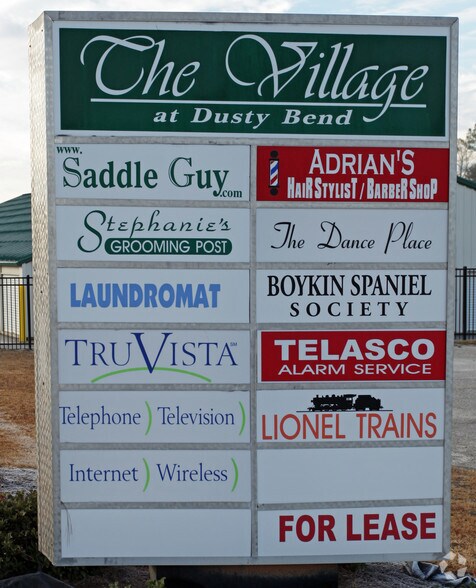 The Village
at Dusty Bend
www.
Saddle Guy.com
ADRIAN'S
HAIRSTYLIST / BARBERSHOP
Stephanie's
GROOMING POST
The Dance Place
LAUNDROMAT
BOYKIN SPANIEL
SOCIETY
TRUVISTA℠
TELASCO
ALARM SERVICE
Telephone ) Television )
LIONEL TRAINS
Internet ) Wireless )
FOR LEASE